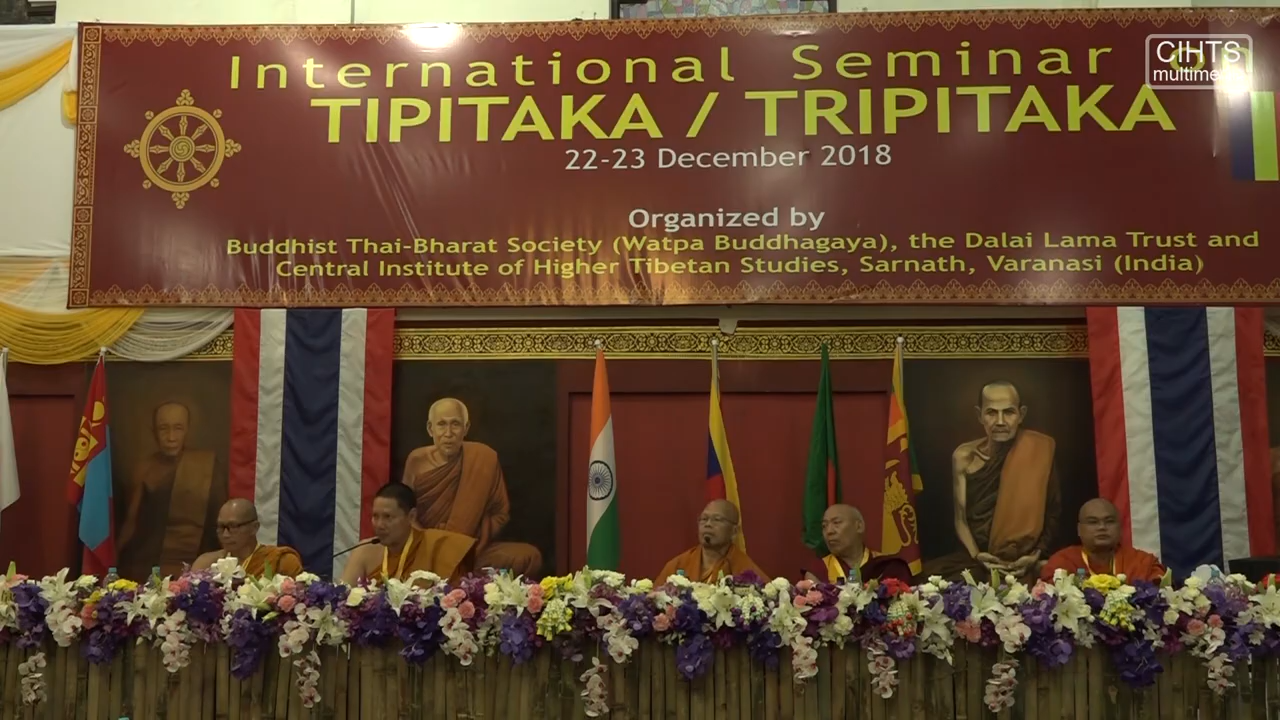 CIHTS
multimedia
International Seminar
TIPITAKA / TRIPITAKA
22-23 December 2018
Organized by
Buddhist Thai-Bharat Society (Watpa Buddhagaya), the Dalai Lama Trust and
Central Institute of Higher Tibetan Studies, Sarnath, Varanasi (India)